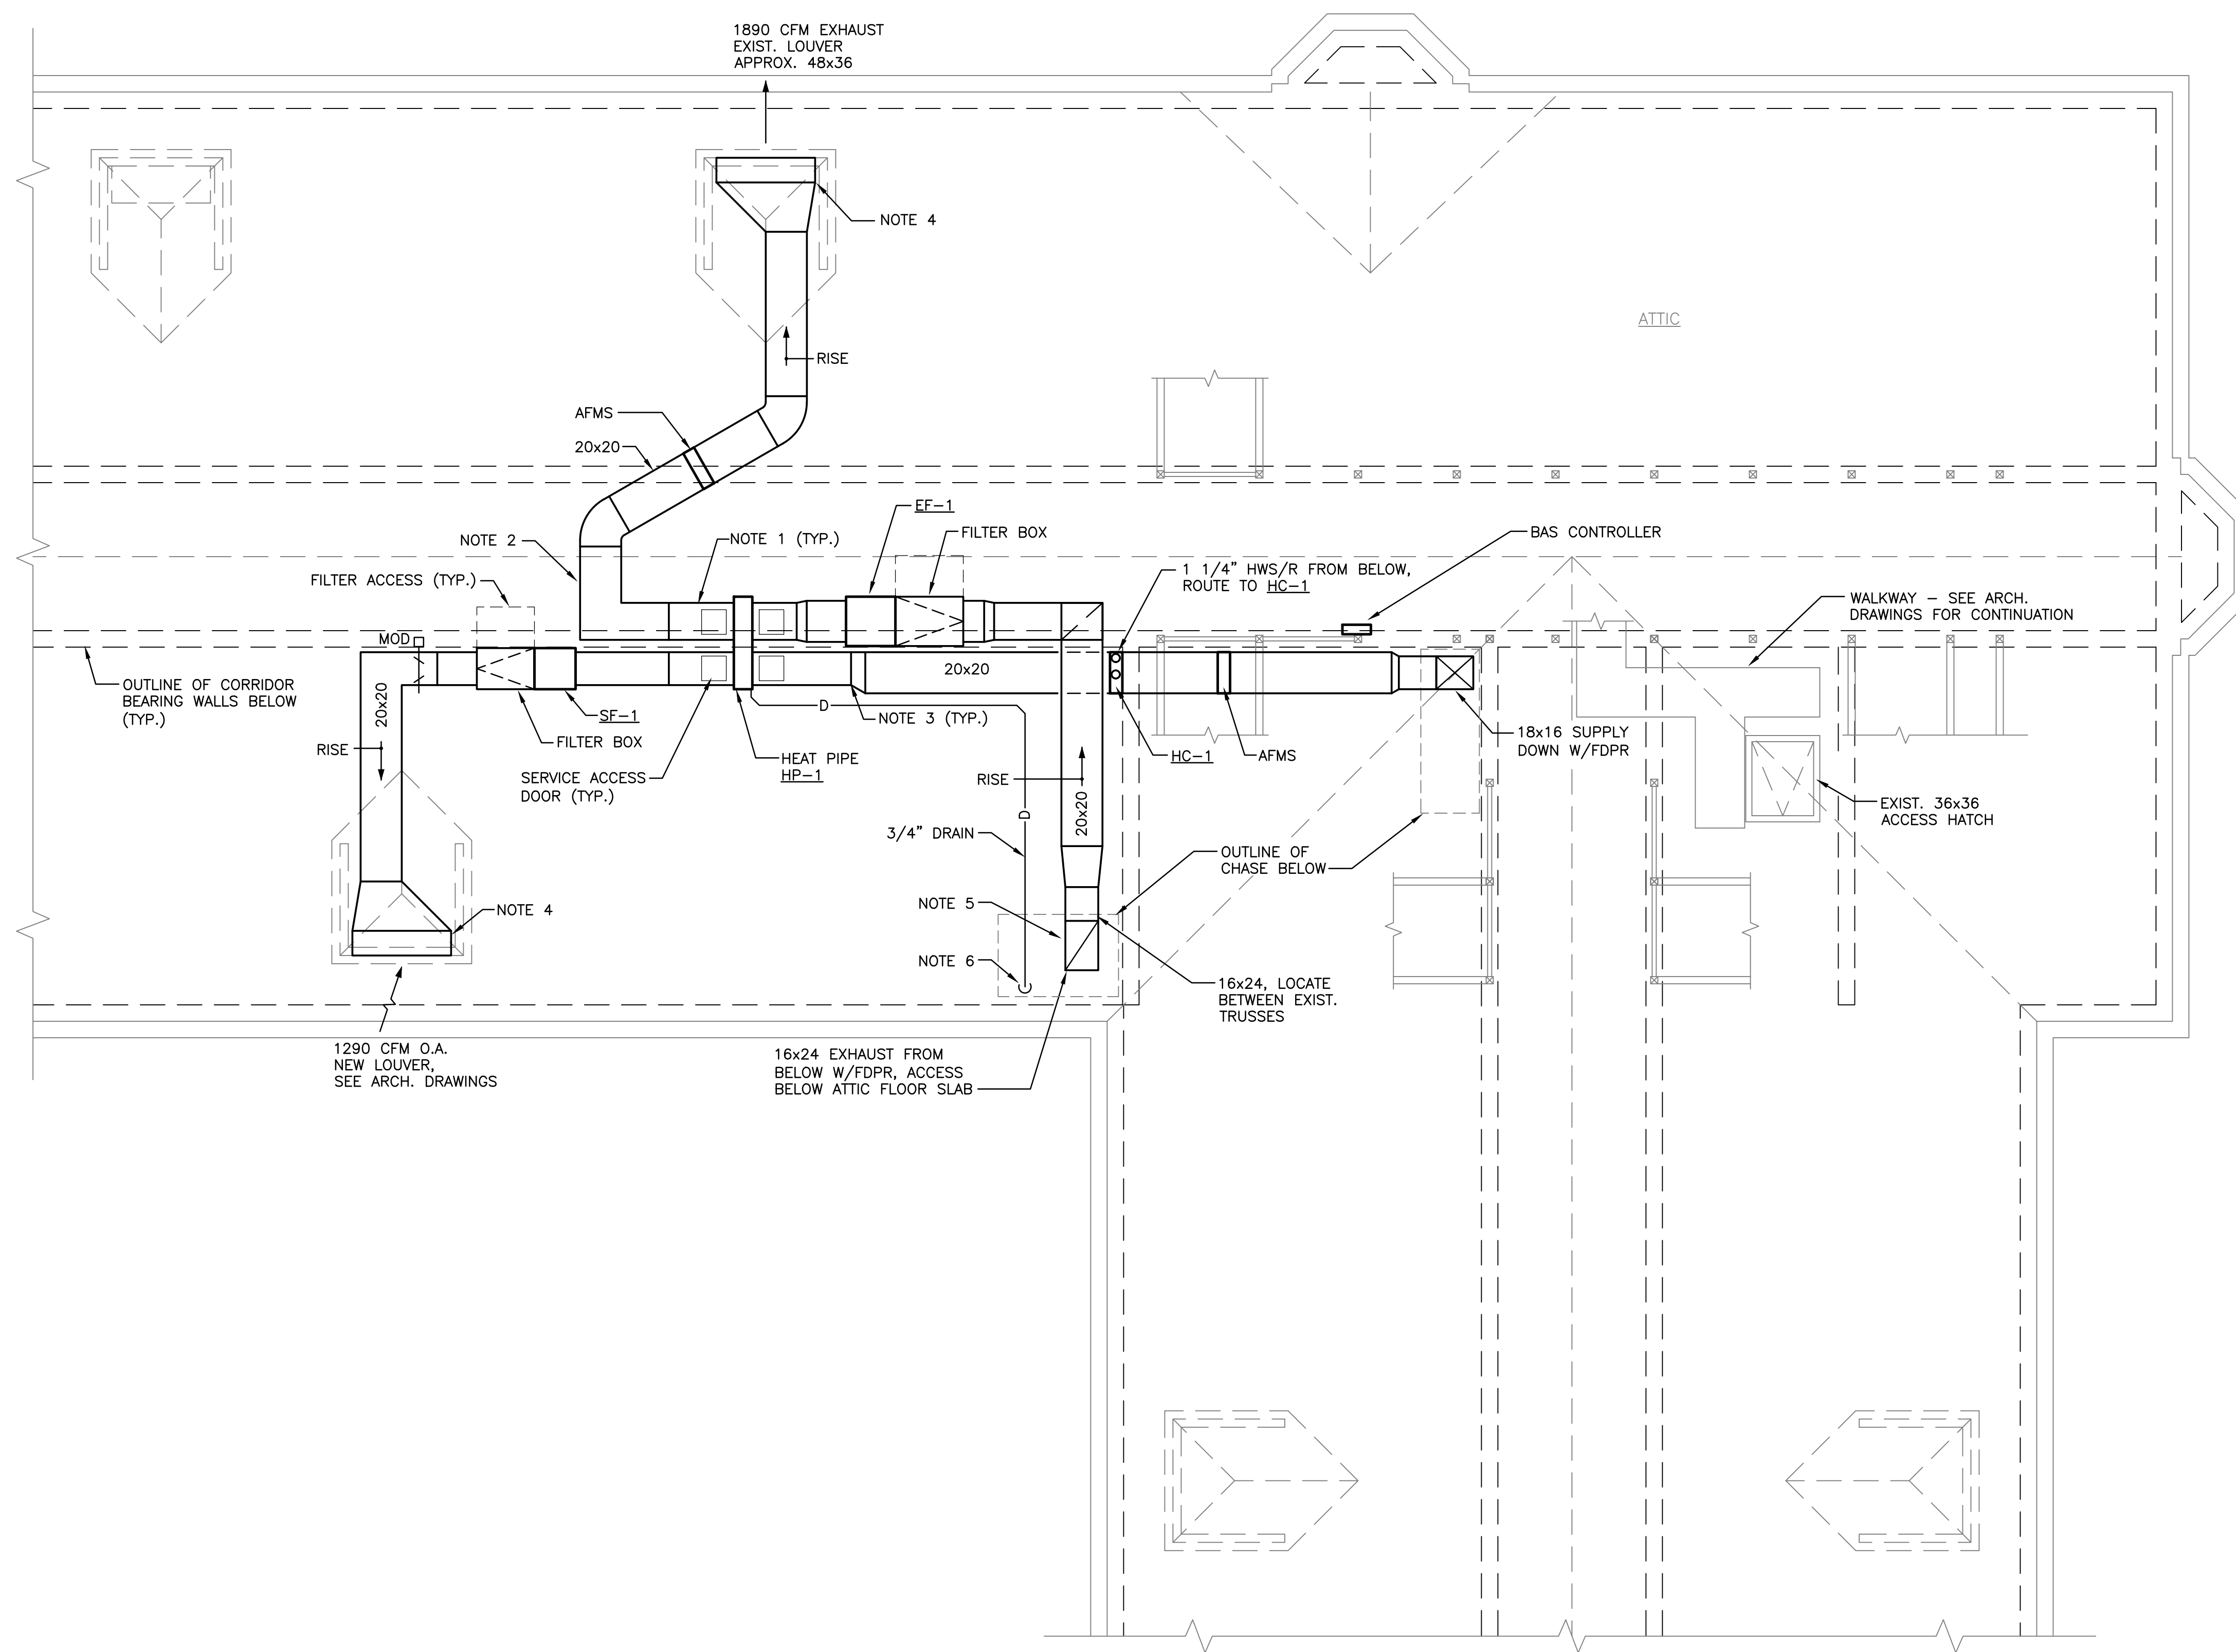 1890 CFM EXHAUST
EXIST. LOUVER
APPROX. 48x36
NOTE 4
ATTIC
RISE
AFMS
20x20
EF-1
FILTER BOX
NOTE 1 (TYP.)
NOTE 2
BAS CONTROLLER
1 1/4" HWS/R FROM BELOW,
ROUTE TO HC-1
FILTER ACCESS (TYP.)
WALKWAY – SEE ARCH.
DRAWINGS FOR CONTINUATION
MOD
20x20
OUTLINE OF CORRIDOR
BEARING WALLS BELOW
(TYP.)
20x20
SF-1
D
NOTE 3 (TYP.)
FILTER BOX
RISE
18x16 SUPPLY
DOWN W/FDPR
HEAT PIPE
HP-1
HC-1
AFMS
SERVICE ACCESS
DOOR (TYP.)
RISE
20x20
D
EXIST. 36x36
ACCESS HATCH
3/4" DRAIN
OUTLINE OF
CHASE BELOW
NOTE 4
NOTE 5
NOTE 6
16x24, LOCATE
BETWEEN EXIST.
TRUSSES
1290 CFM O.A.
NEW LOUVER,
SEE ARCH. DRAWINGS
16x24 EXHAUST FROM
BELOW W/FDPR, ACCESS
BELOW ATTIC FLOOR SLAB